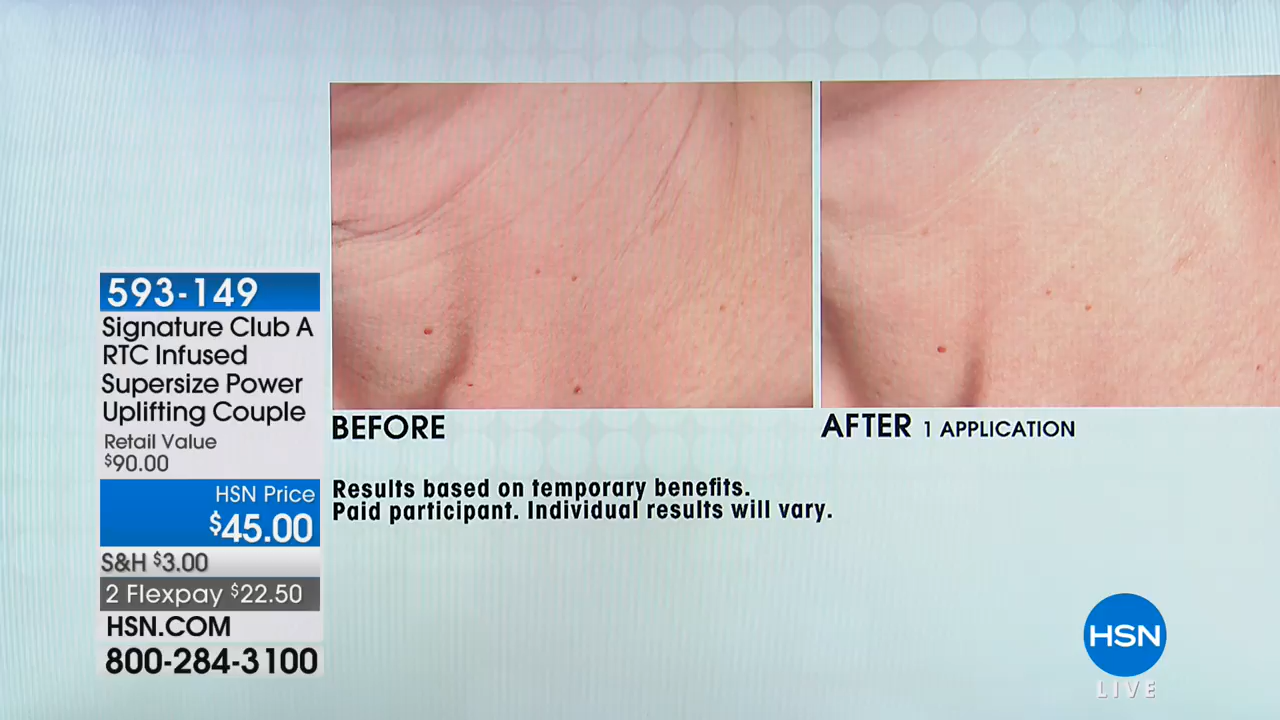 593-149
Signature Club A
RTC Infused
Supersize Power
Uplifting Couple
Retail Value
$90.00
HSN Price
$45.00
S&H $3.00
2 Flexpay $22.50
HSN.COM
800-284-3100
BEFORE
AFTER 1 APPLICATION
Results based on temporary benefits.
Paid participant. Individual results will vary.
HSN
LIVE